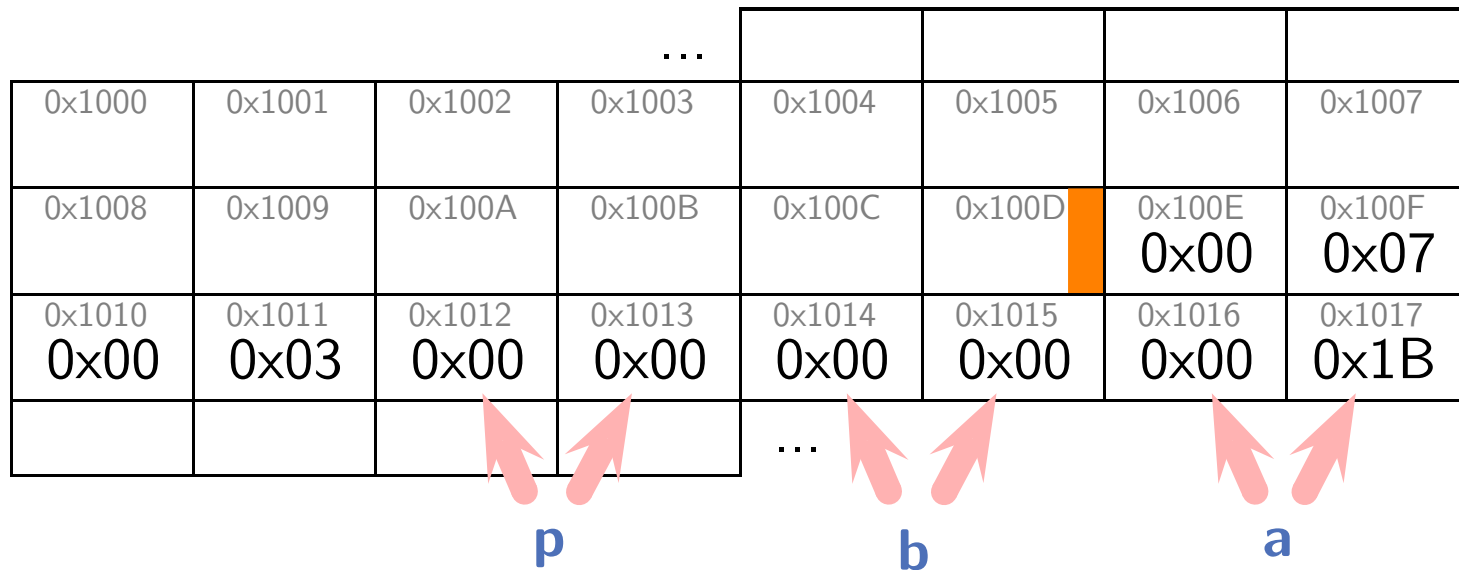 ...
0x1000 0x1001 0x1002 0x1003 0x1004 0x1005 0x1006 0x1007
0x1008 0x1009 0x100A 0x100B 0x100C 0x100D 0x100E 0x100F
0x00 0x07
0x1010 0x1011 0x1012 0x1013 0x1014 0x1015 0x1016 0x1017
0x00 0x03 0x00 0x00 0x00 0x00 0x00 0x1B
...
p b a